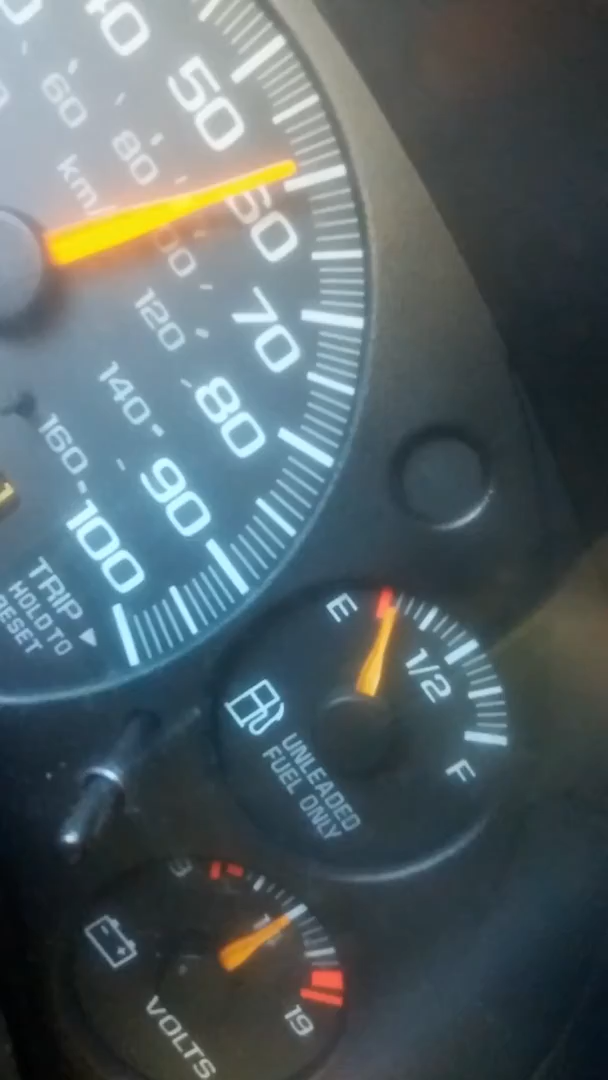 40
50
60
70
80
90
100
60
80
km/
120
140
160
TRIP ▶
HOLD TO
RESET
E
1/2
F
UNLEADED
FUEL ONLY
19
VOLTS